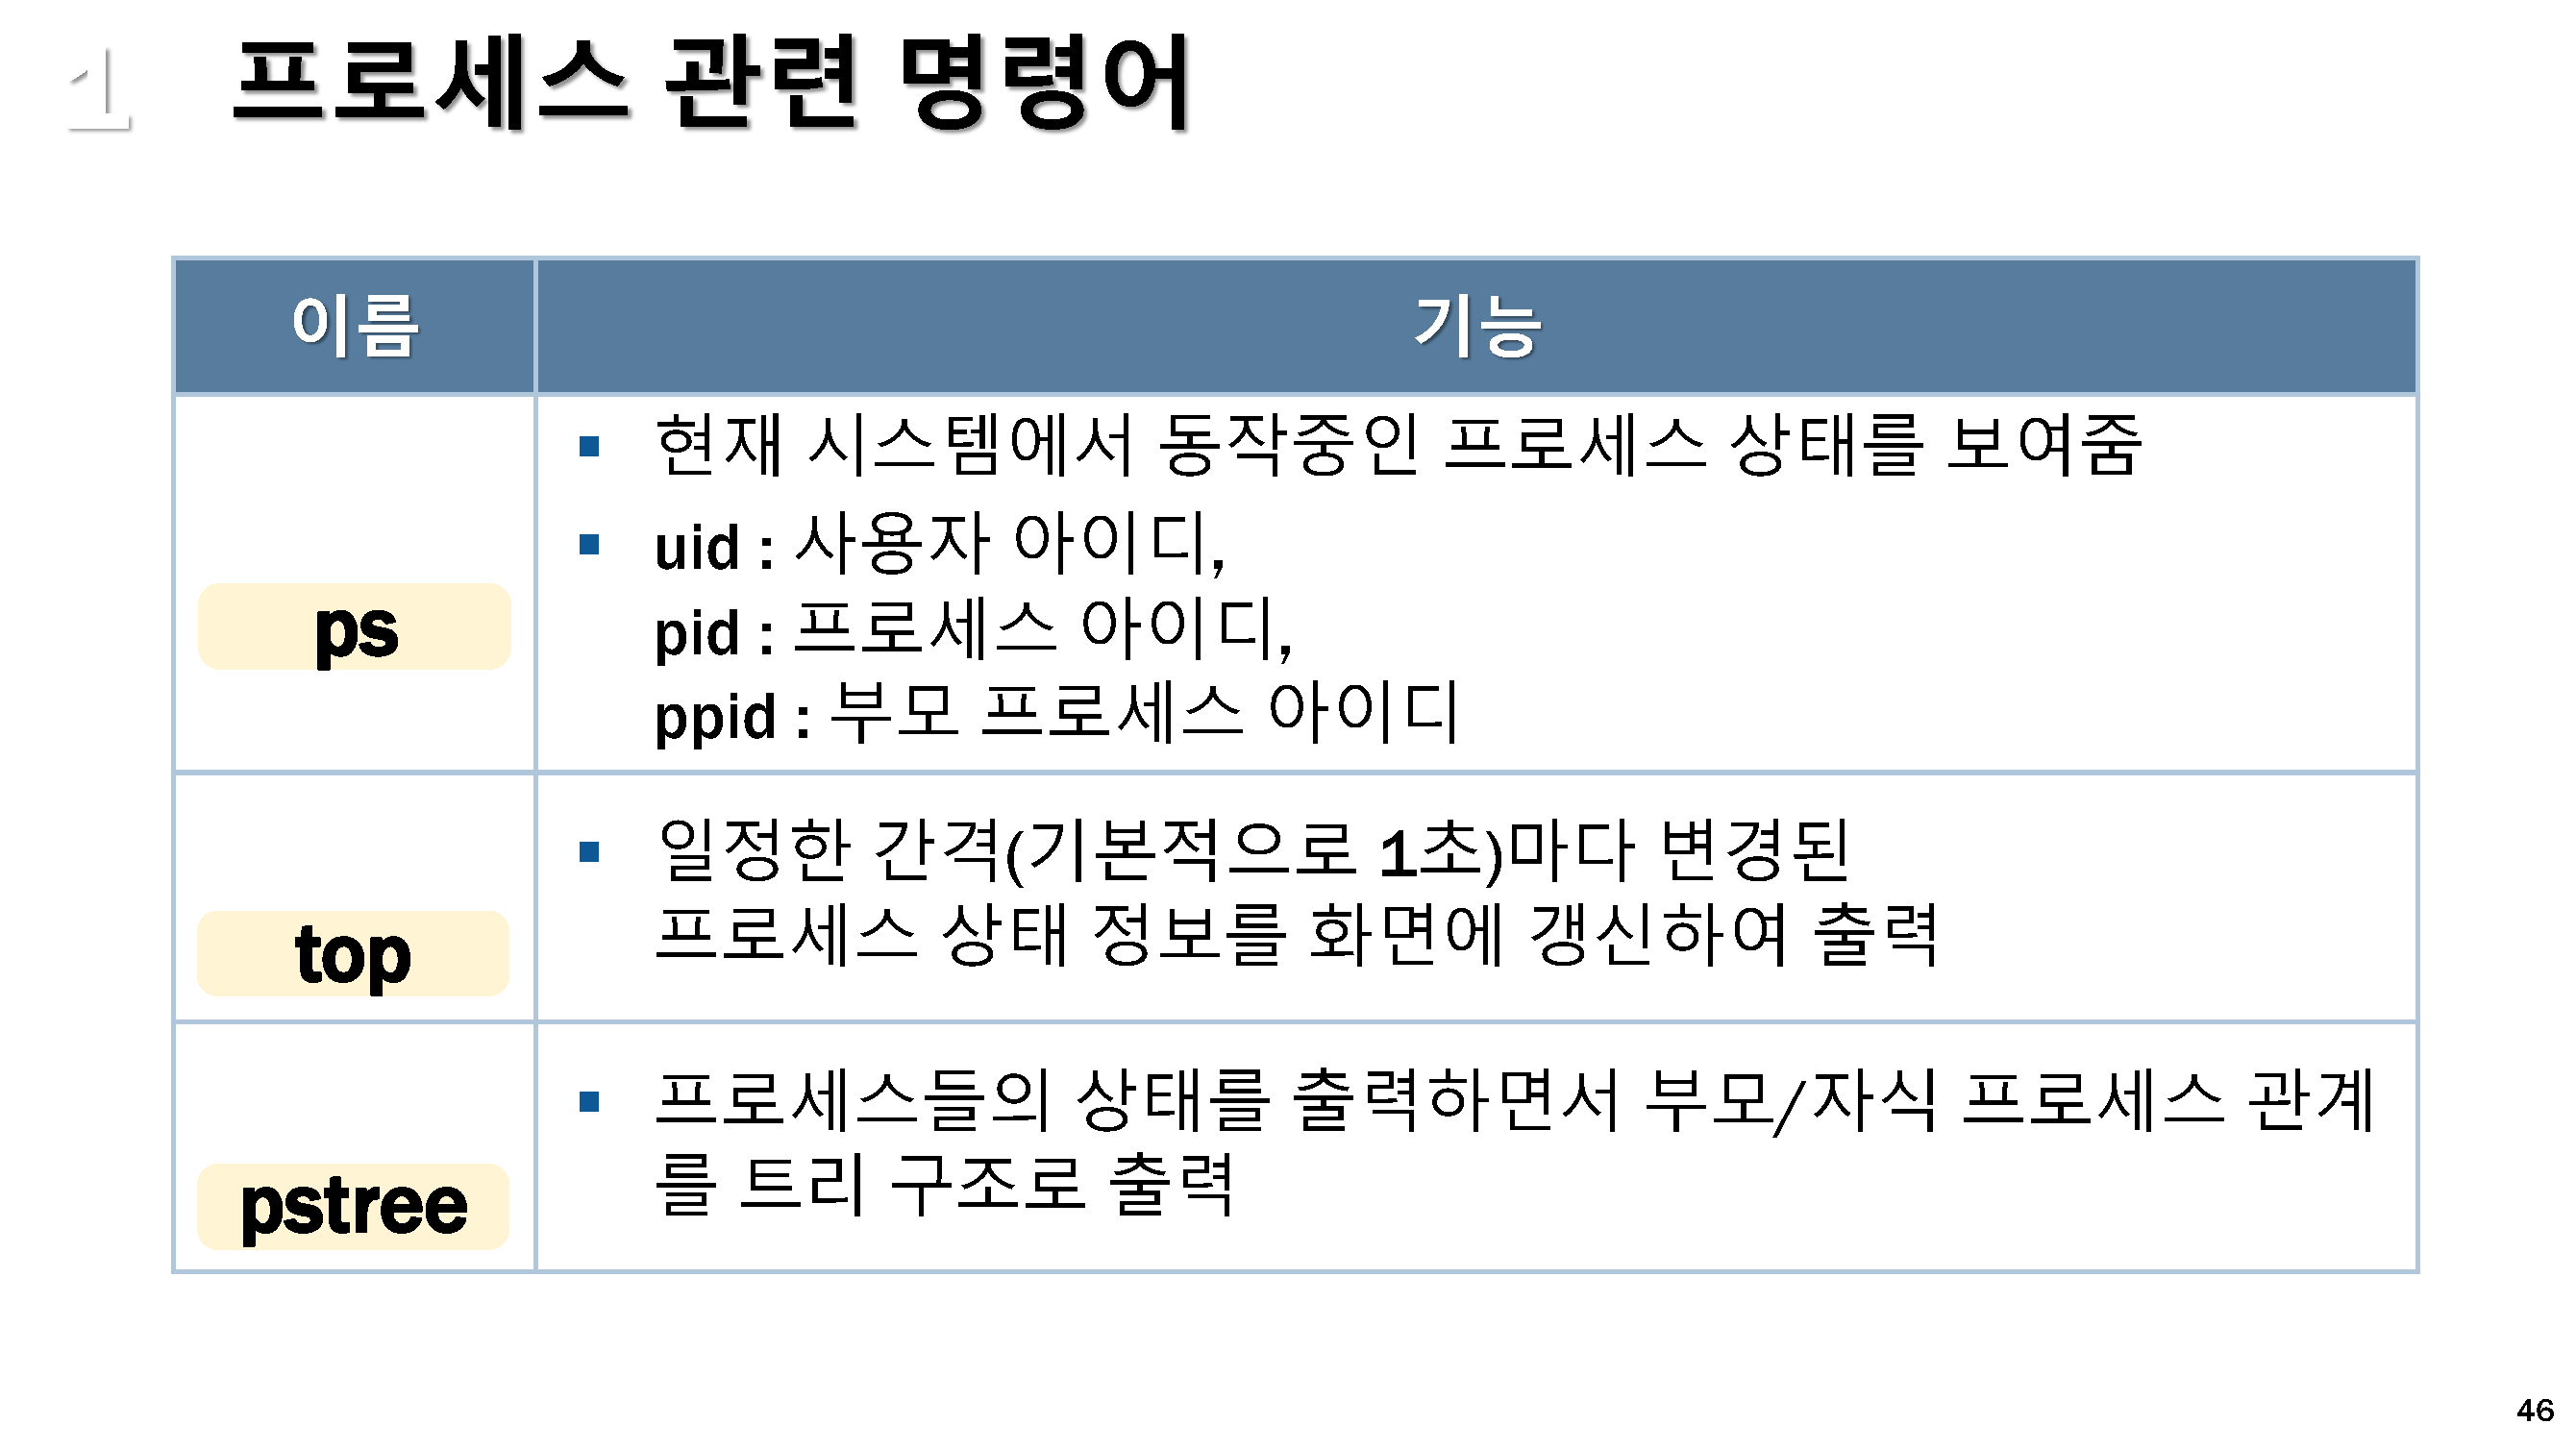 1 프로세스 관련 명령어
이름 기능
ps
▪ 현재 시스템에서 동작중인 프로세스 상태를 보여줌
▪ uid : 사용자 아이디,
pid : 프로세스 아이디,
ppid : 부모 프로세스 아이디
top
▪ 일정한 간격(기본적으로 1초)마다 변경된
프로세스 상태 정보를 화면에 갱신하여 출력
pstree
▪ 프로세스들의 상태를 출력하면서 부모/자식 프로세스 관계
를 트리 구조로 출력
46